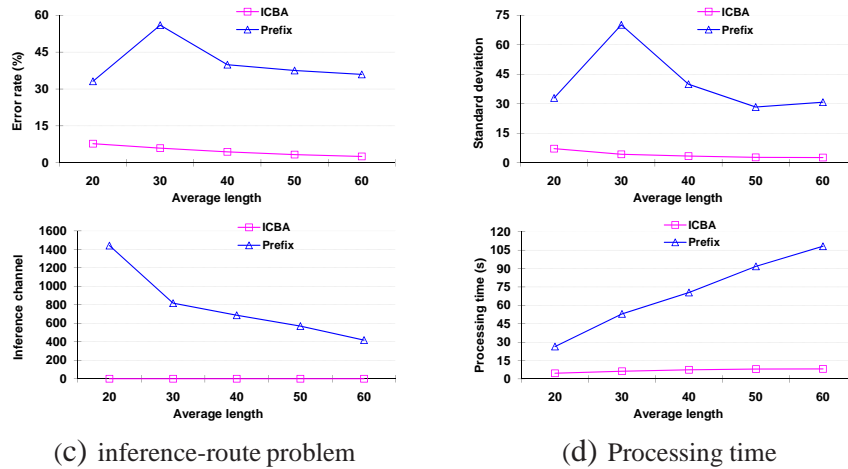 ICBA
Prefix
60
45
30
15
0
Error rate (%)
20 30 40 50 60
Average length
ICBA
Prefix
75
60
45
30
15
0
Standard deviation
20 30 40 50 60
Average length
ICBA
Prefix
1600
1400
1200
1000
800
600
400
200
0
Inference channel
20 30 40 50 60
Average length
(c) inference-route problem
ICBA
Prefix
120
105
90
75
60
45
30
15
0
Processing time (s)
20 30 40 50 60
Average length
(d) Processing time